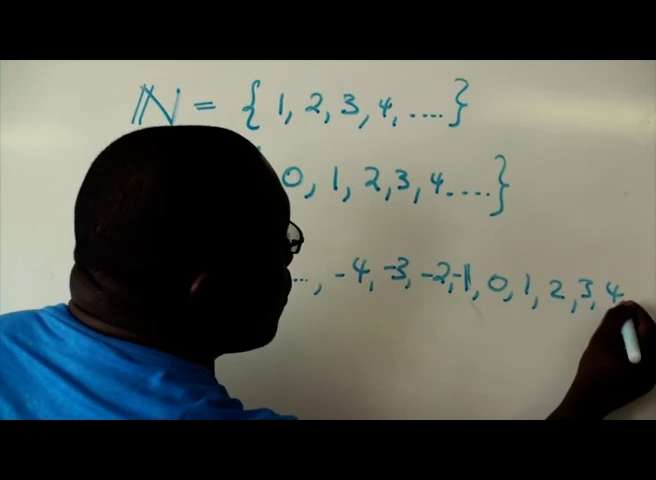 ℕ = { 1, 2, 3, 4, .... }
0, 1, 2, 3, 4.....}
..., -4, -3, -2, -1, 0, 1, 2, 3, 4